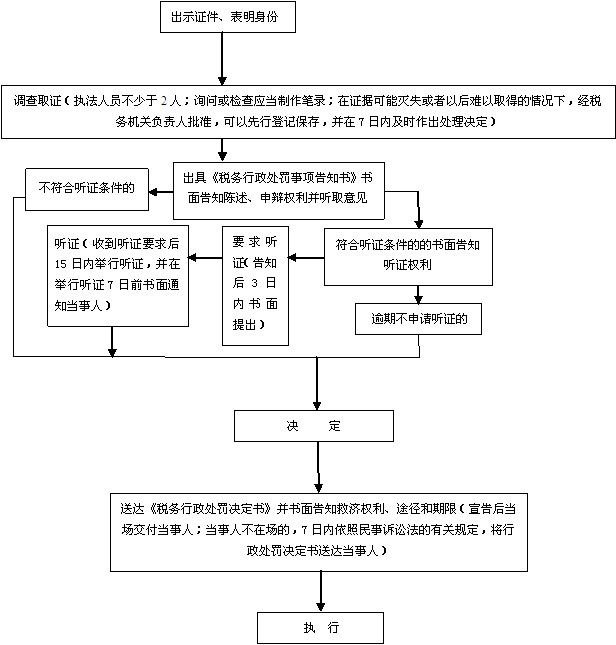 出示证件、表明身份
调查取证（执法人员不少于2人；询问或检查应当制作笔录；在证据可能灭失或者以后难以取得的情况下，经税
务机关负责人批准，可以先行登记保存，并在7日内及时作出处理决定）
不符合听证条件的
出具《税务行政处罚事项告知书》书
面告知陈述、申辩权利并听取意见
听证（收到听证要求后
15日内举行听证，并在
举行听证7日前书面通
知当事人）
要求听
证（告知
后3日
内书面
提出）
符合听证条件的的书面告知
听证权利
逾期不申请听证的
决 定
送达《税务行政处罚决定书》并书面告知救济权利、途径和期限（宣告后当
场交付当事人；当事人不在场的，7日内依照民事诉讼法的有关规定，将行
政处罚决定书送达当事人）
执 行